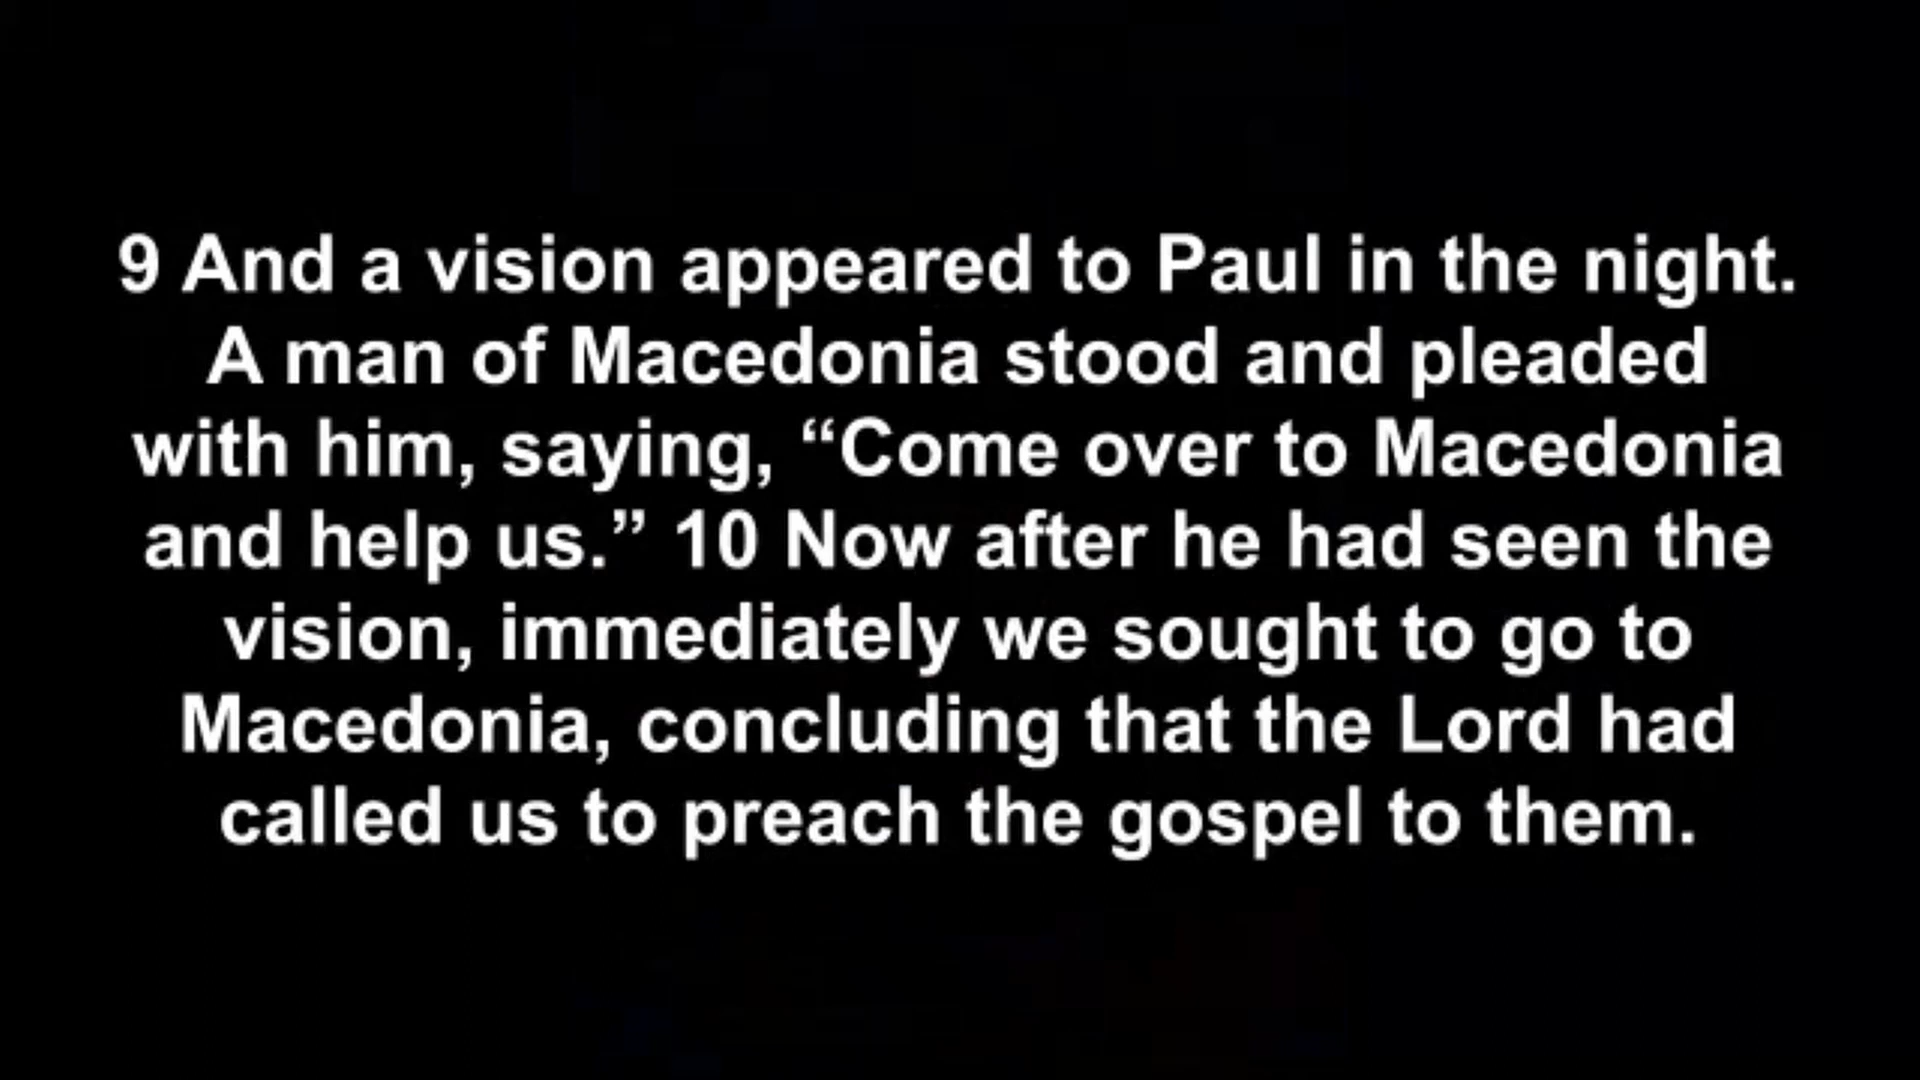 9 And a vision appeared to Paul in the night.
A man of Macedonia stood and pleaded
with him, saying, “Come over to Macedonia
and help us.” 10 Now after he had seen the
vision, immediately we sought to go to
Macedonia, concluding that the Lord had
called us to preach the gospel to them.